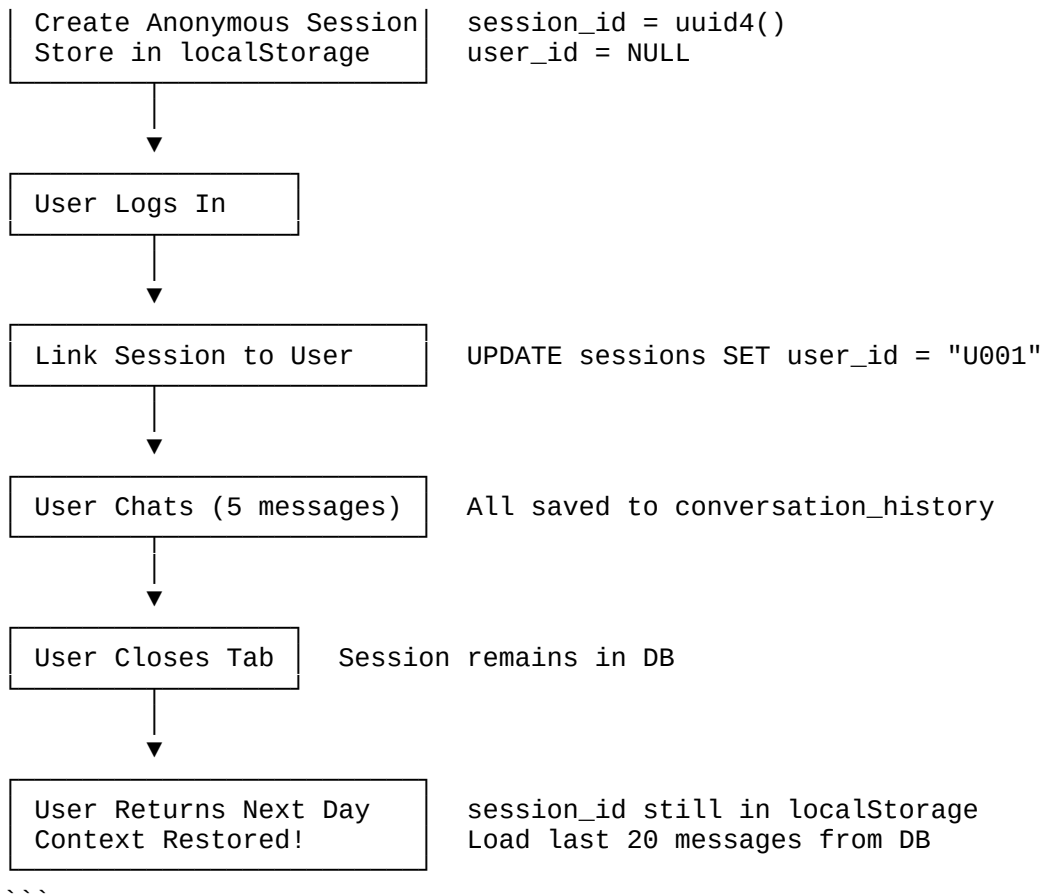 Create Anonymous Session session_id = uuid4()
Store in localStorage user_id = NULL
User Logs In
Link Session to User UPDATE sessions SET user_id = "U001"
User Chats (5 messages) All saved to conversation_history
User Closes Tab Session remains in DB
User Returns Next Day session_id still in localStorage
Context Restored! Load last 20 messages from DB
```